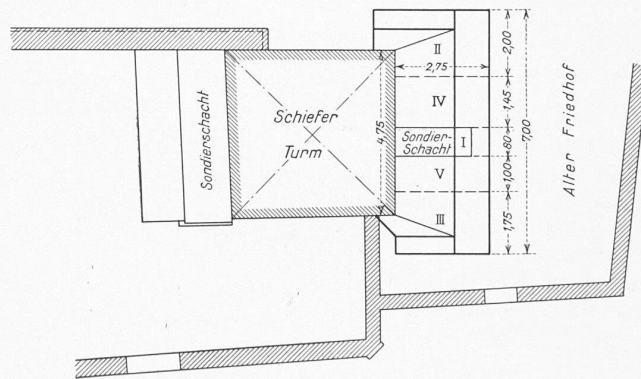 II
2,75
2,00
IV
1,45
7,00
Schiefer
Turm
4,75
Sondier-
Schacht
I
80
V
1,00
III
1,75
Sondierschacht
Alter Friedhof